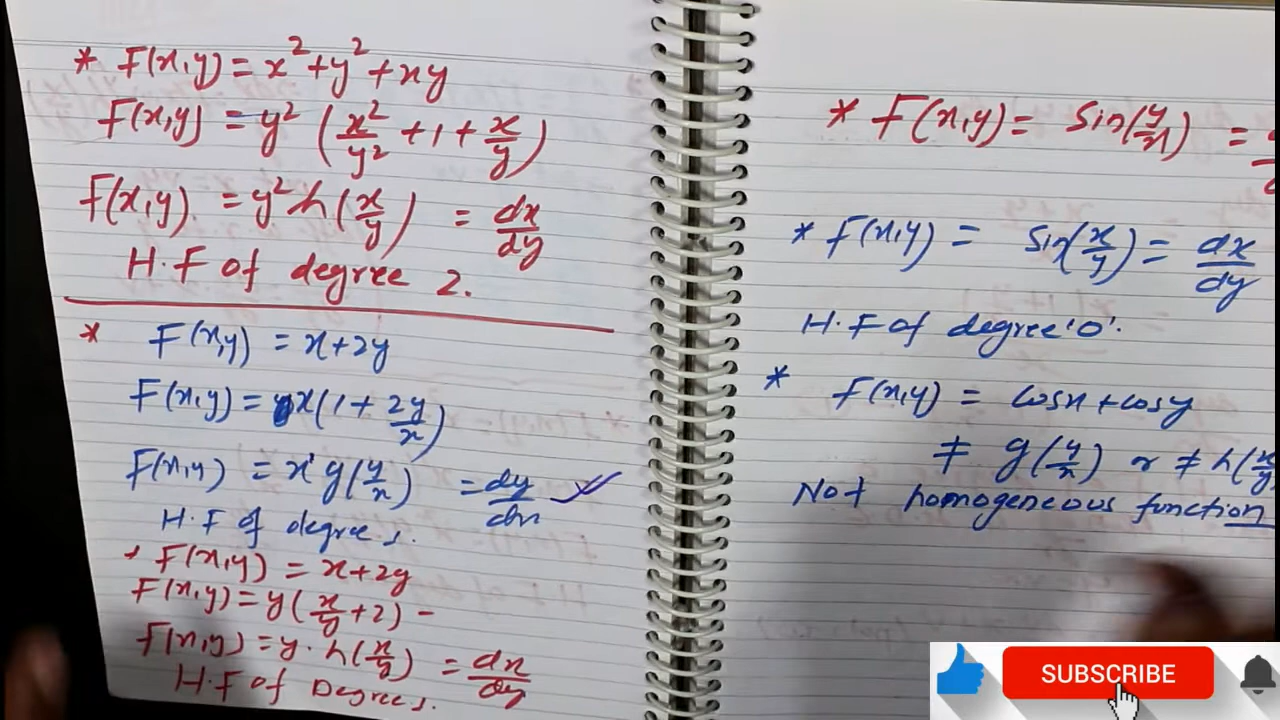 * F(x,y) = x²+y²+xy
F(x,y) = y² (x²/y² + 1 + x/y)
F(x,y) = y² h(x/y) = dx/dy
H.F of degree 2.
* F(x,y) = x+2y
F(x,y) = x(1 + 2y/x)
F(x,y) = x¹ g(y/x) = dy/dx ✓
H.F of degree 1.
* F(x,y) = x+2y
F(x,y) = y(x/y + 2) -
F(x,y) = y. h(x/y) = dx/dy
H.F of Degree 1.
* F(x,y) = Sin(y/x) =
* F(x,y) = Sin(x/y) = dx/dy
H.F of degree '0'.
* F(x,y) = Cosx + Cosy
≠ g(y/x) r ≠ h(x/y
Not homogeneous function
SUBSCRIBE